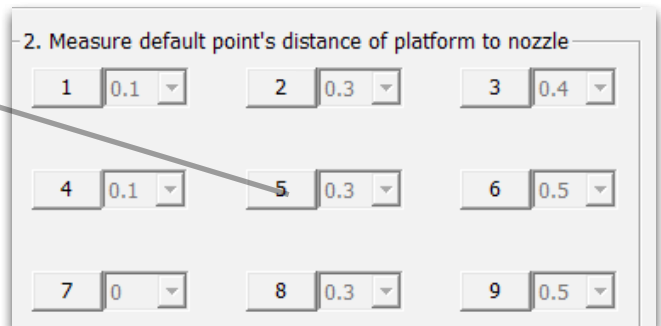 2. Measure default point's distance of platform to nozzle
1 0.1 2 0.3 3 0.4
4 0.1 5 0.3 6 0.5
7 0 8 0.3 9 0.5